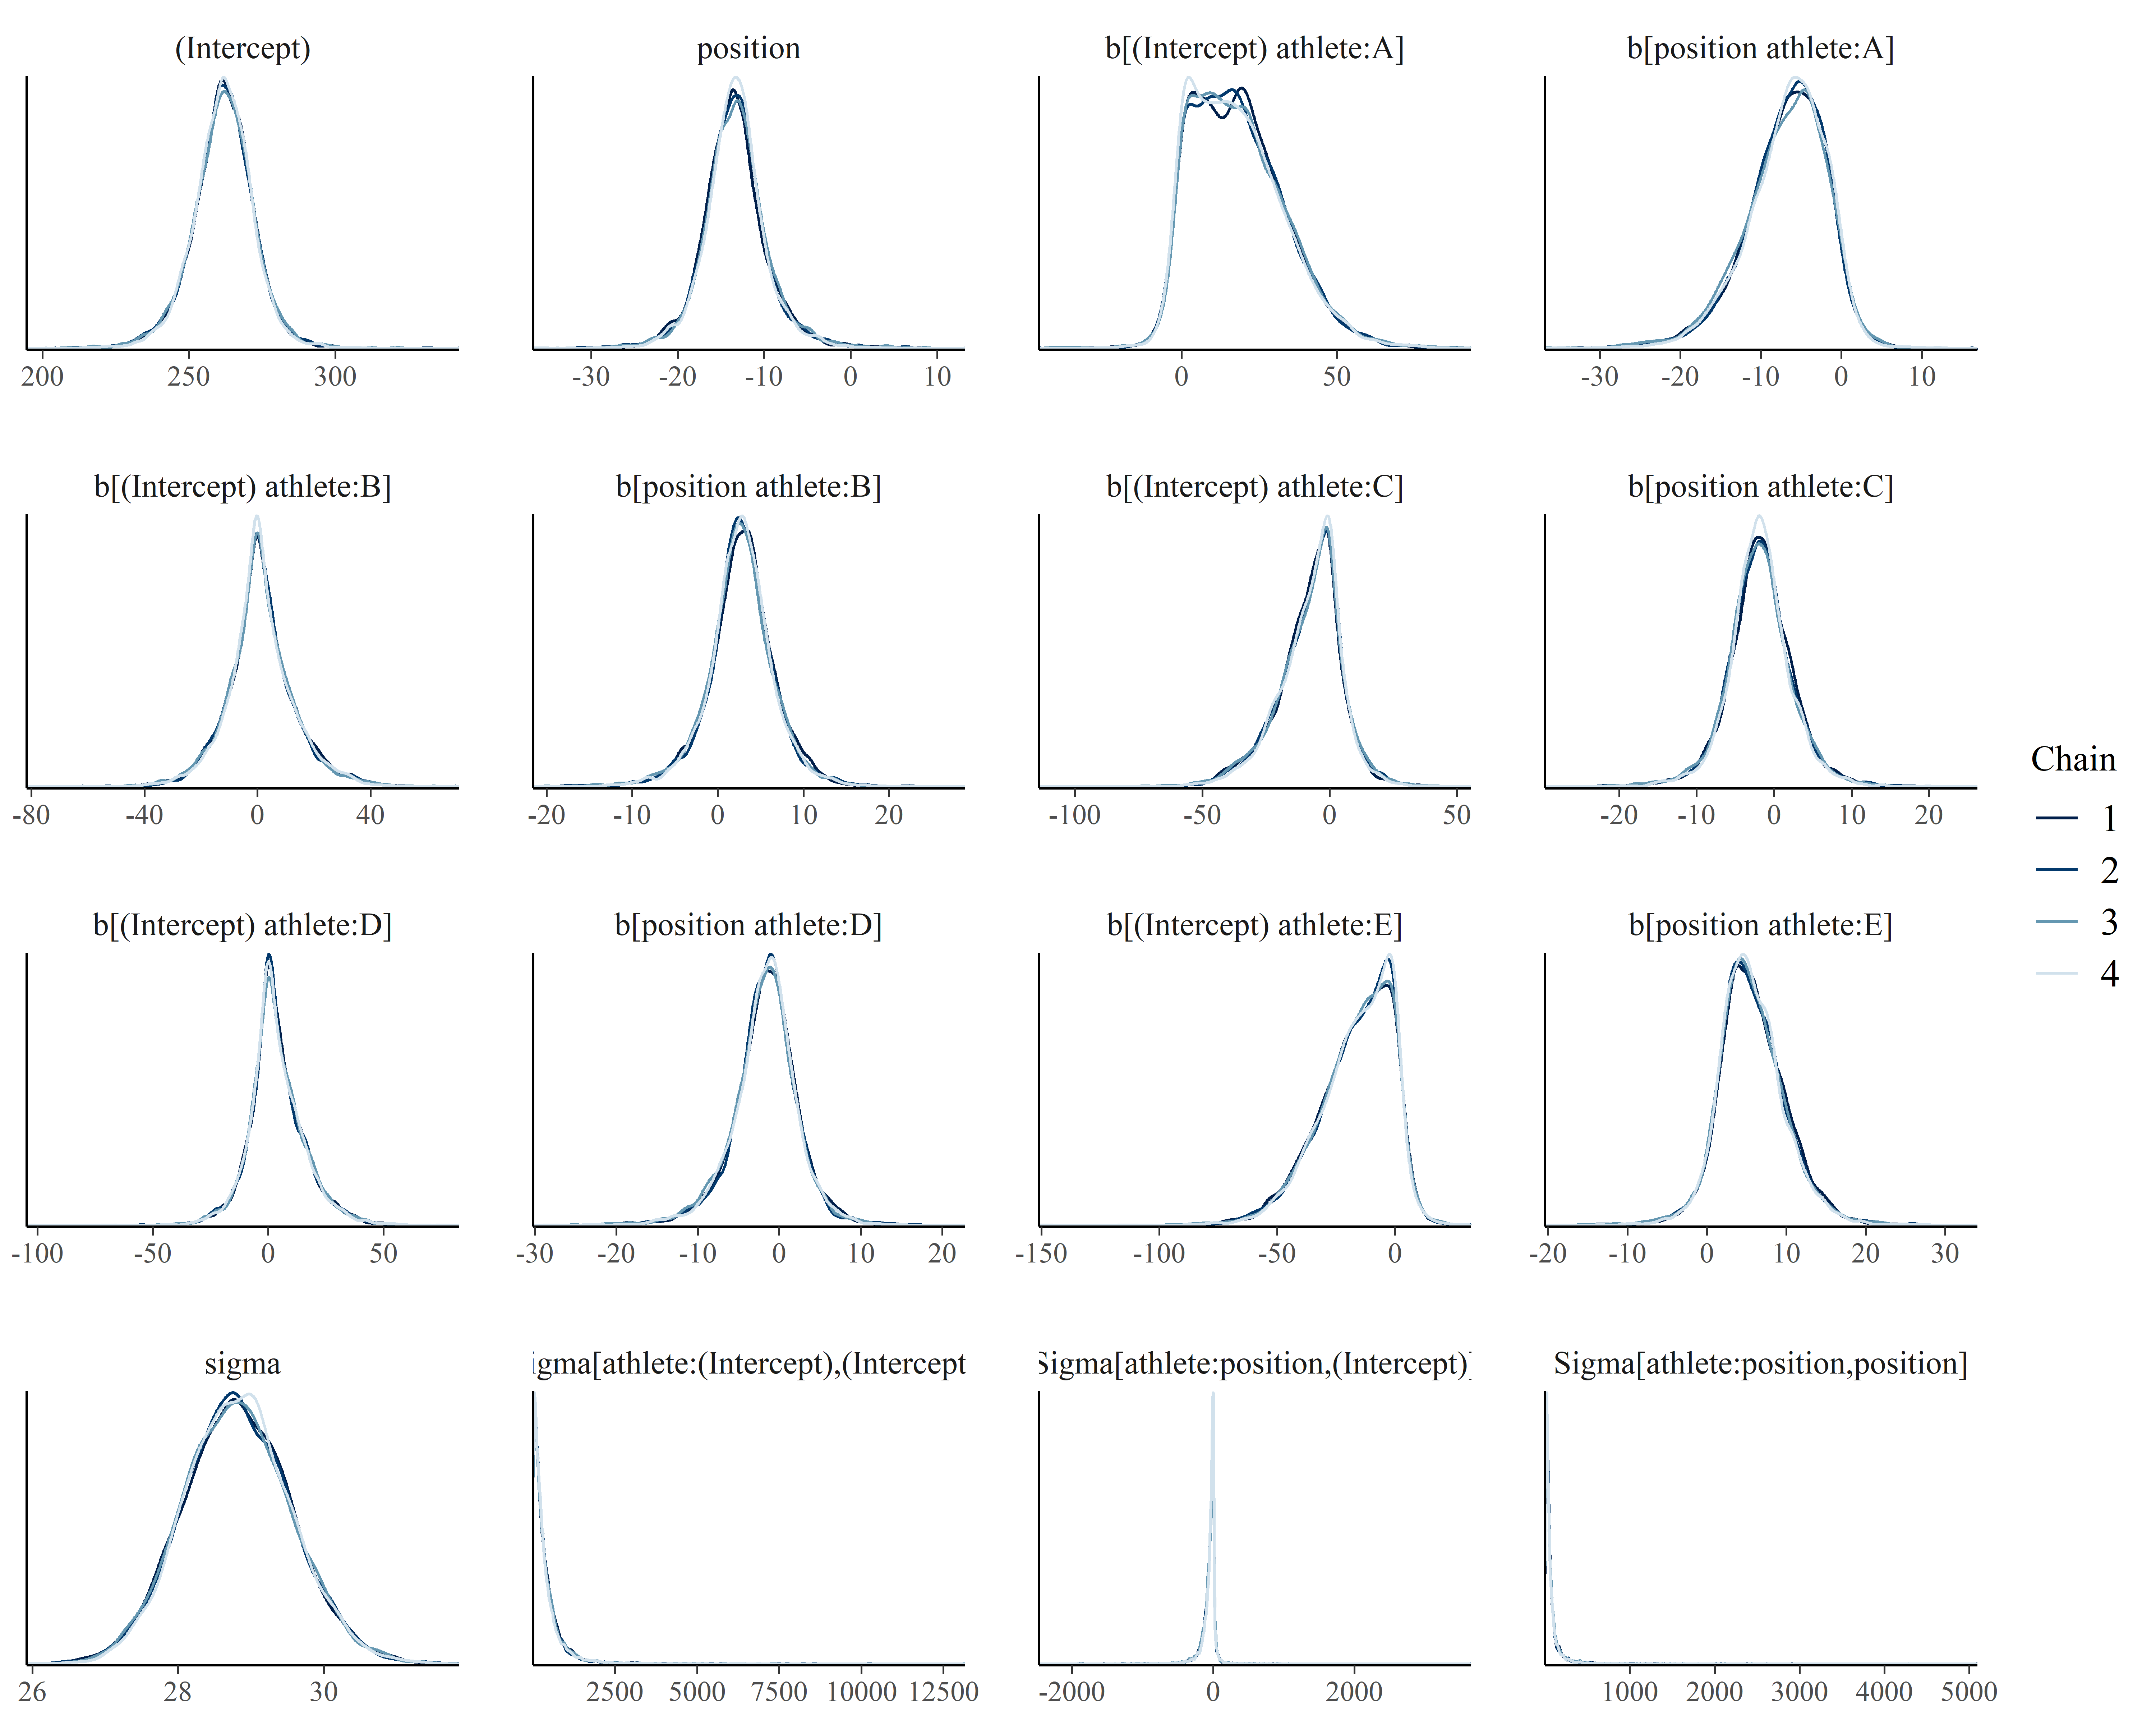 (Intercept) position b[(Intercept) athlete:A] b[position athlete:A]
200 250 300 -30 -20 -10 0 10 0 50 -30 -20 -10 0 10
b[(Intercept) athlete:B] b[position athlete:B] b[(Intercept) athlete:C] b[position athlete:C]
-80 -40 0 40 -20 -10 0 10 20 -100 -50 0 50 -20 -10 0 10 20
Chain
1
2
3
4
b[(Intercept) athlete:D] b[position athlete:D] b[(Intercept) athlete:E] b[position athlete:E]
-100 -50 0 50 -30 -20 -10 0 10 20 -150 -100 -50 0 -20 -10 0 10 20 30
sigma igma[athlete:(Intercept),(Intercept Sigma[athlete:position,(Intercept)] Sigma[athlete:position,position]
26 28 30 2500 5000 7500 10000 12500 -2000 0 2000 1000 2000 3000 4000 5000